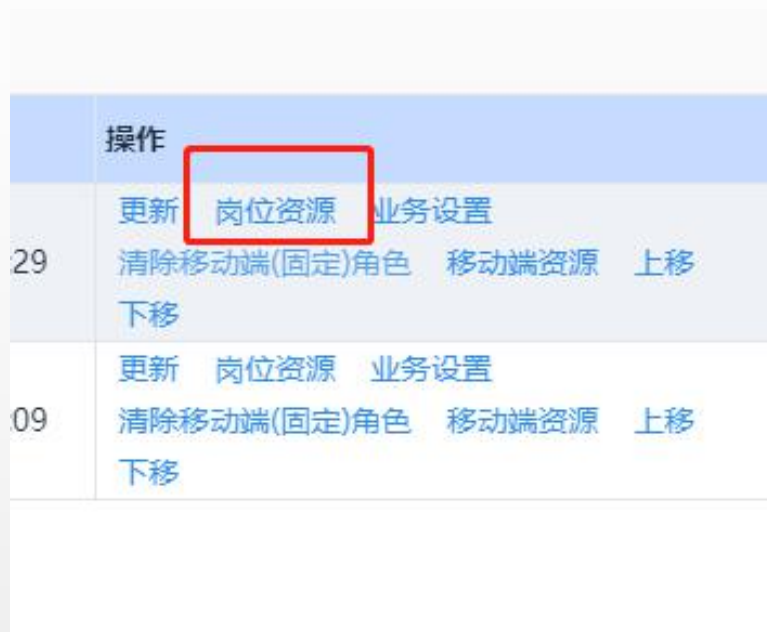 操作
更新 岗位资源 业务设置
:29 清除移动端(固定)角色 移动端资源 上移
下移
更新 岗位资源 业务设置
:09 清除移动端(固定)角色 移动端资源 上移
下移